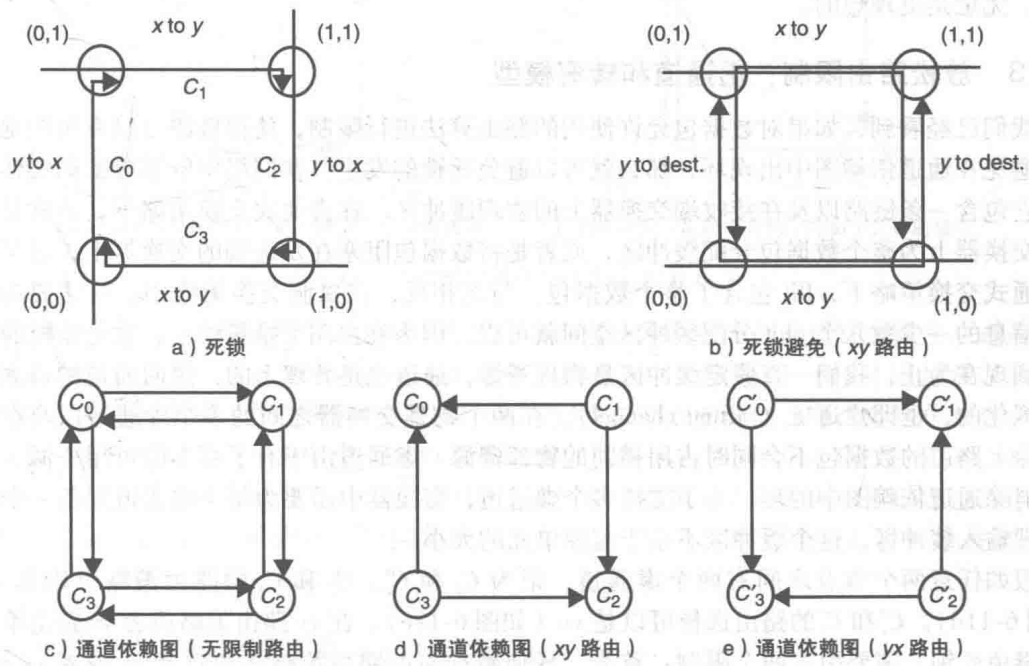 x to y
(0,1)
(1,1)
C₁
y to x
C₀
C₂
y to x
C₃
(0,0)
x to y
(1,0)
a）死锁
(0,1)
x to y
(1,1)
y to dest.
y to dest.
(0,0)
x to y
(1,0)
b）死锁避免（xy 路由）
C₀
C₁
C₃
C₂
c）通道依赖图（无限制路由）
C₀
C₁
C₃
C₂
d）通道依赖图（xy 路由）
C'₀
C'₁
C'₃
C'₂
e）通道依赖图（yx 路由）